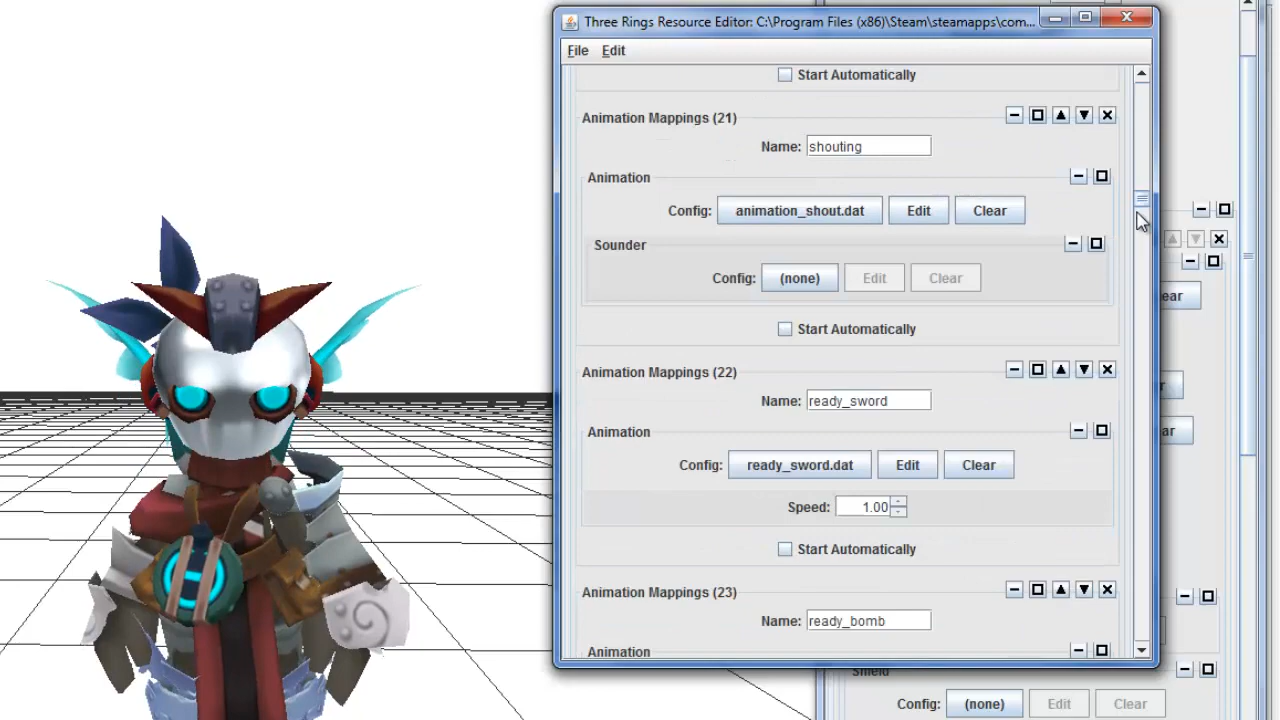 Three Rings Resource Editor: C:\Program Files (x86)\Steam\steamapps\com...
File Edit
Start Automatically
Animation Mappings (21)
Name: shouting
Animation
Config: animation_shout.dat Edit Clear
Sounder
Config: (none) Edit Clear
Start Automatically
Animation Mappings (22)
Name: ready_sword
Animation
Config: ready_sword.dat Edit Clear
Speed: 1.00
Start Automatically
Animation Mappings (23)
Name: ready_bomb
Animation
ear
r
ar
Shield
Config: (none) Edit Clear